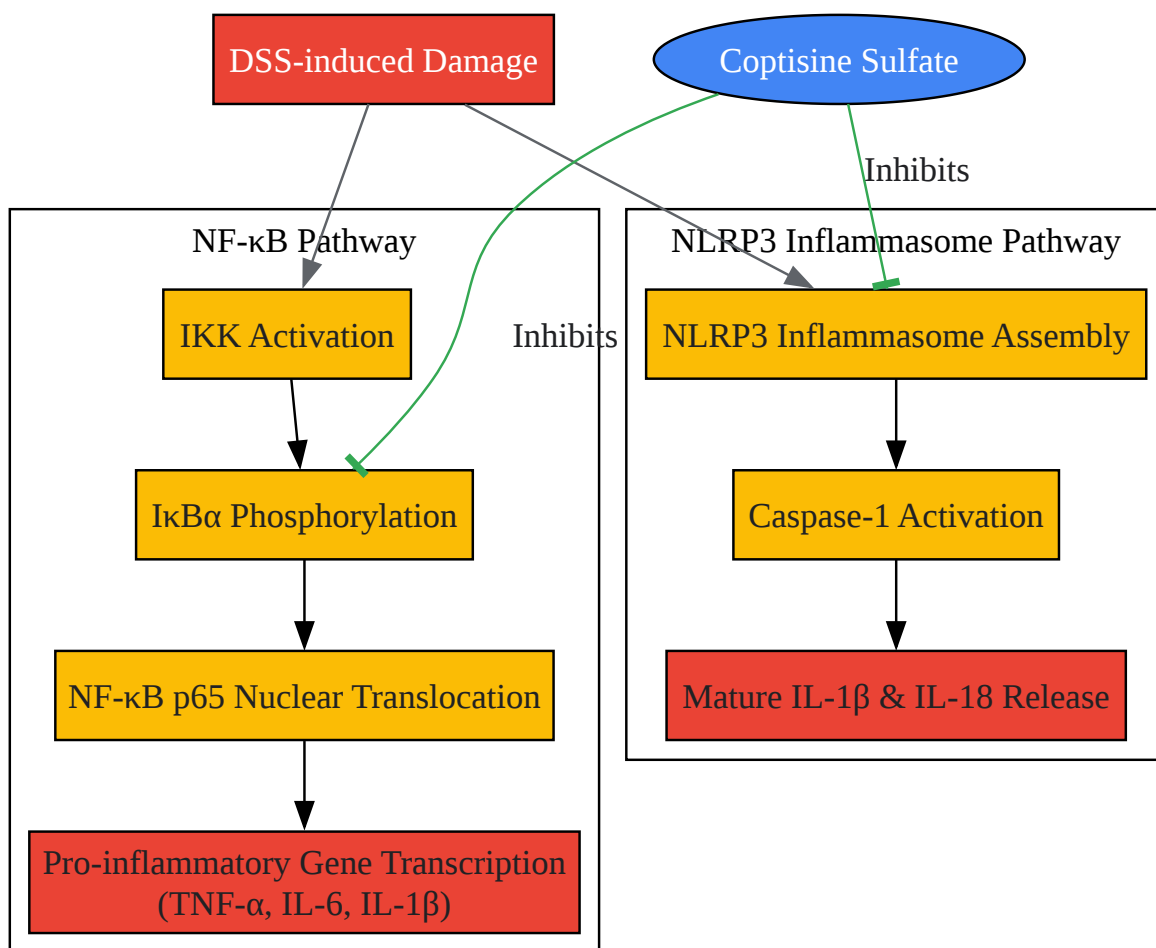 DSS-induced Damage
Coptisine Sulfate
Inhibits
NF-κB Pathway
NLRP3 Inflammasome Pathway
IKK Activation
Inhibits
NLRP3 Inflammasome Assembly
IκBα Phosphorylation
Caspase-1 Activation
NF-κB p65 Nuclear Translocation
Mature IL-1β & IL-18 Release
Pro-inflammatory Gene Transcription
(TNF-α, IL-6, IL-1β)